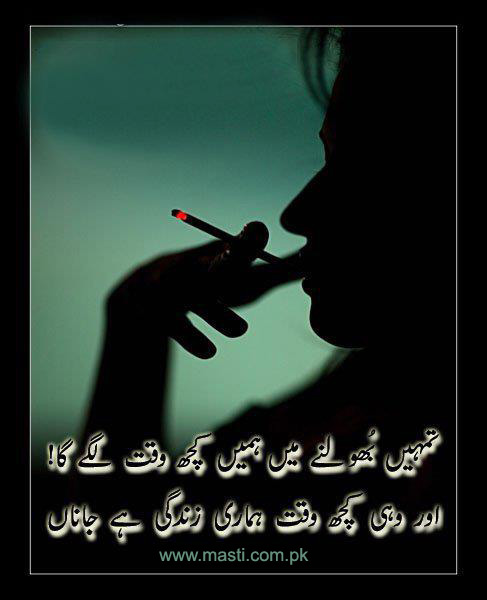 تمہیں بُھولنے میں ہمیں کچھ وقت لگے گا!
اور وہی کچھ وقت ہماری زندگی ہے جاناں
www.masti.com.pk